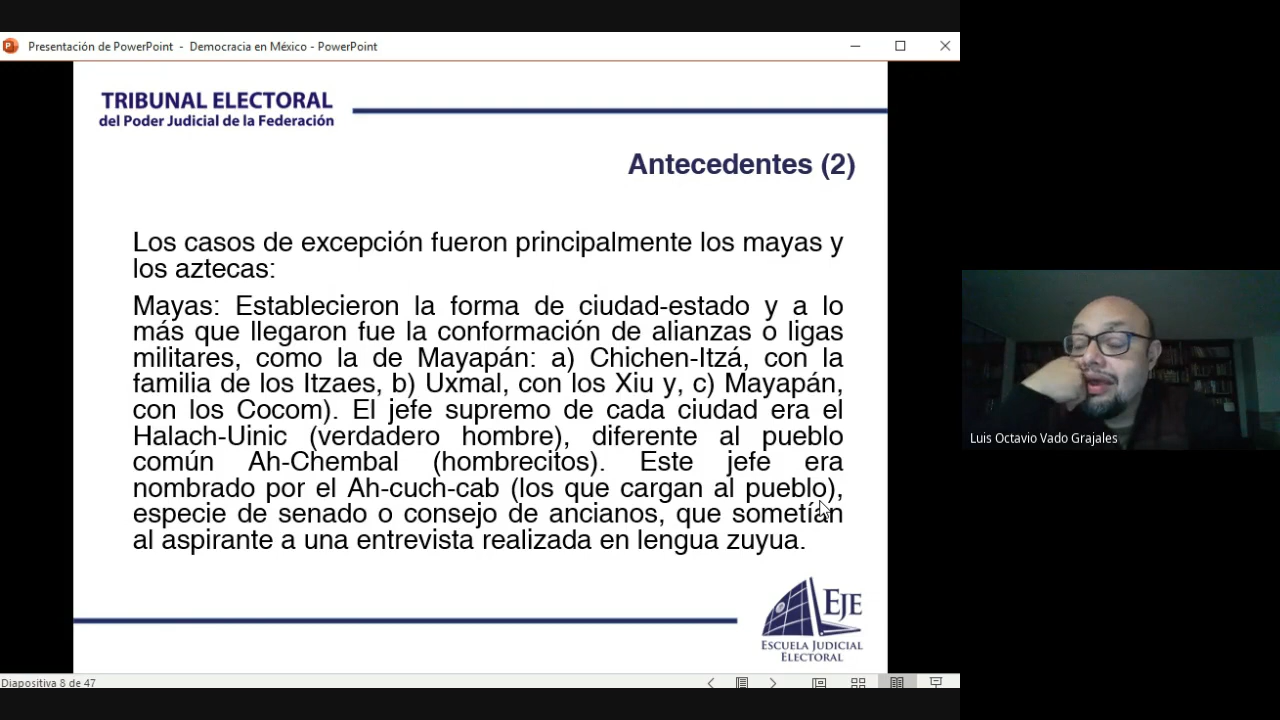 Presentación de PowerPoint - Democracia en México - PowerPoint
TRIBUNAL ELECTORAL
del Poder Judicial de la Federación
Antecedentes (2)
Los casos de excepción fueron principalmente los mayas y
los aztecas:
Mayas: Establecieron la forma de ciudad-estado y a lo
más que llegaron fue la conformación de alianzas o ligas
militares, como la de Mayapán: a) Chichen-Itzá, con la
familia de los Itzaes, b) Uxmal, con los Xiu y, c) Mayapán,
con los Cocom). El jefe supremo de cada ciudad era el
Halach-Uinic (verdadero hombre), diferente al pueblo
común Ah-Chembal (hombrecitos). Este jefe era
nombrado por el Ah-cuch-cab (los que cargan al pueblo),
especie de senado o consejo de ancianos, que sometían
al aspirante a una entrevista realizada en lengua zuyua.
EJE
ESCUELA JUDICIAL
ELECTORAL
Diapositiva 8 de 47
Luis Octavio Vado Grajales